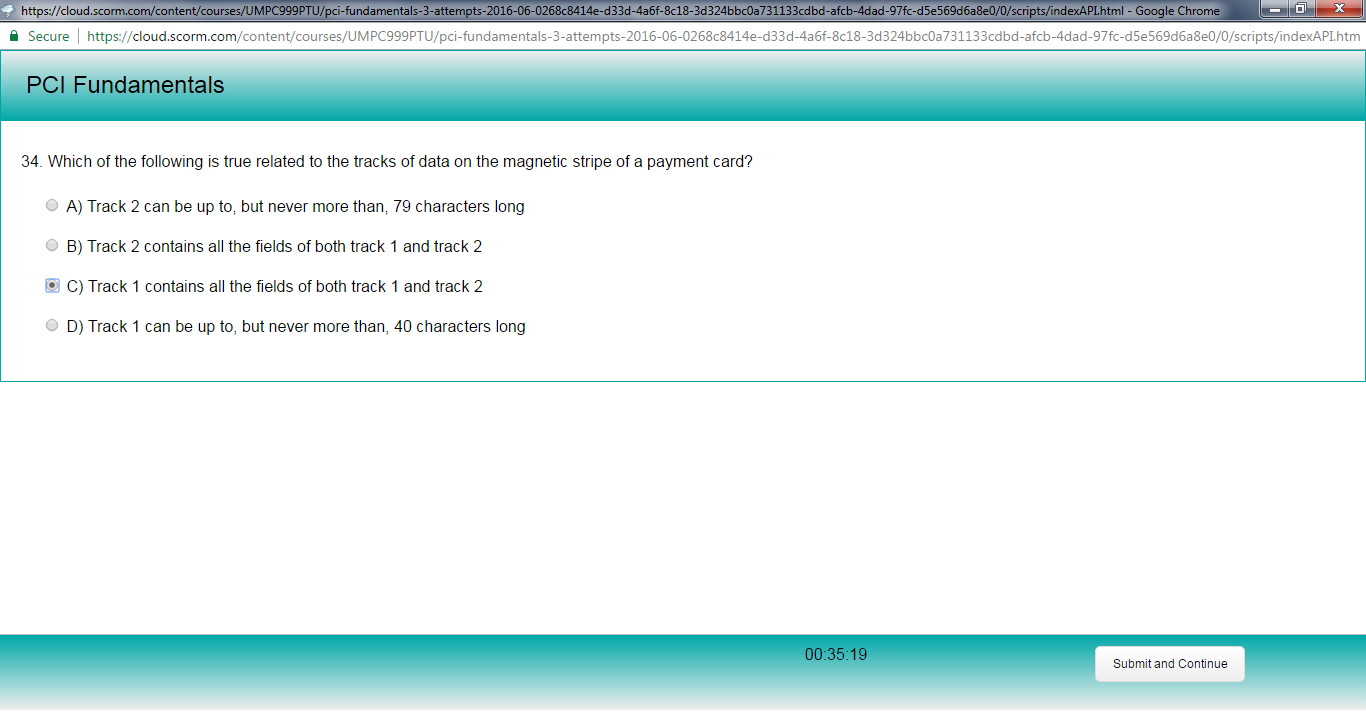 https://cloud.scorm.com/content/courses/UMPC999PTU/pci-fundamentals-3-attempts-2016-06-0268c8414e-d33d-4a6f-8c18-3d324bbc0a731133cdbd-afcb-4dad-97fc-d5e569d6a8e0/0/scripts/indexAPI.html - Google Chrome
Secure | https://cloud.scorm.com/content/courses/UMPC999PTU/pci-fundamentals-3-attempts-2016-06-0268c8414e-d33d-4a6f-8c18-3d324bbc0a731133cdbd-afcb-4dad-97fc-d5e569d6a8e0/0/scripts/indexAPI.htm
PCI Fundamentals
34. Which of the following is true related to the tracks of data on the magnetic stripe of a payment card?
A) Track 2 can be up to, but never more than, 79 characters long
B) Track 2 contains all the fields of both track 1 and track 2
C) Track 1 contains all the fields of both track 1 and track 2
D) Track 1 can be up to, but never more than, 40 characters long
00:35:19
Submit and Continue